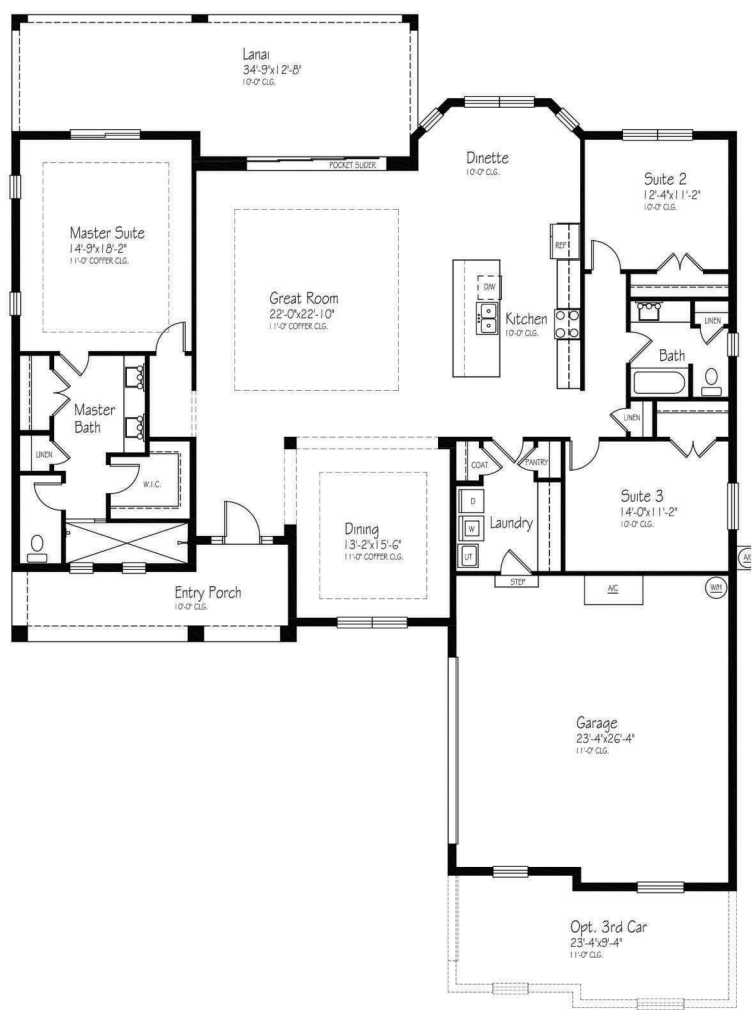 Lanai
34'-9"x12'-8"
10'-0" CLG.
POCKET SLIDER
Dinette
10'-0" CLG.
Suite 2
12'-4"x11'-2"
10'-0" CLG.
Master Suite
14'-9"x18'-2"
11'-0" COFFER CLG.
REF
D/W
Great Room
22'-0"x22'-10"
11'-0" COFFER CLG.
Kitchen
10'-0" CLG.
LINEN
Bath
Master
Bath
LINEN
LINEN
W.I.C.
COAT
PANTRY
Suite 3
14'-0"x11'-2"
10'-0" CLG.
D
W
UT
Laundry
Dining
13'-2"x15'-6"
11'-0" COFFER CLG.
STEP
A/C
W/H
Entry Porch
10'-0" CLG.
Garage
23'-4"x26'-4"
11'-0" CLG.
Opt. 3rd Car
23'-4"x9'-4"
11'-0" CLG.